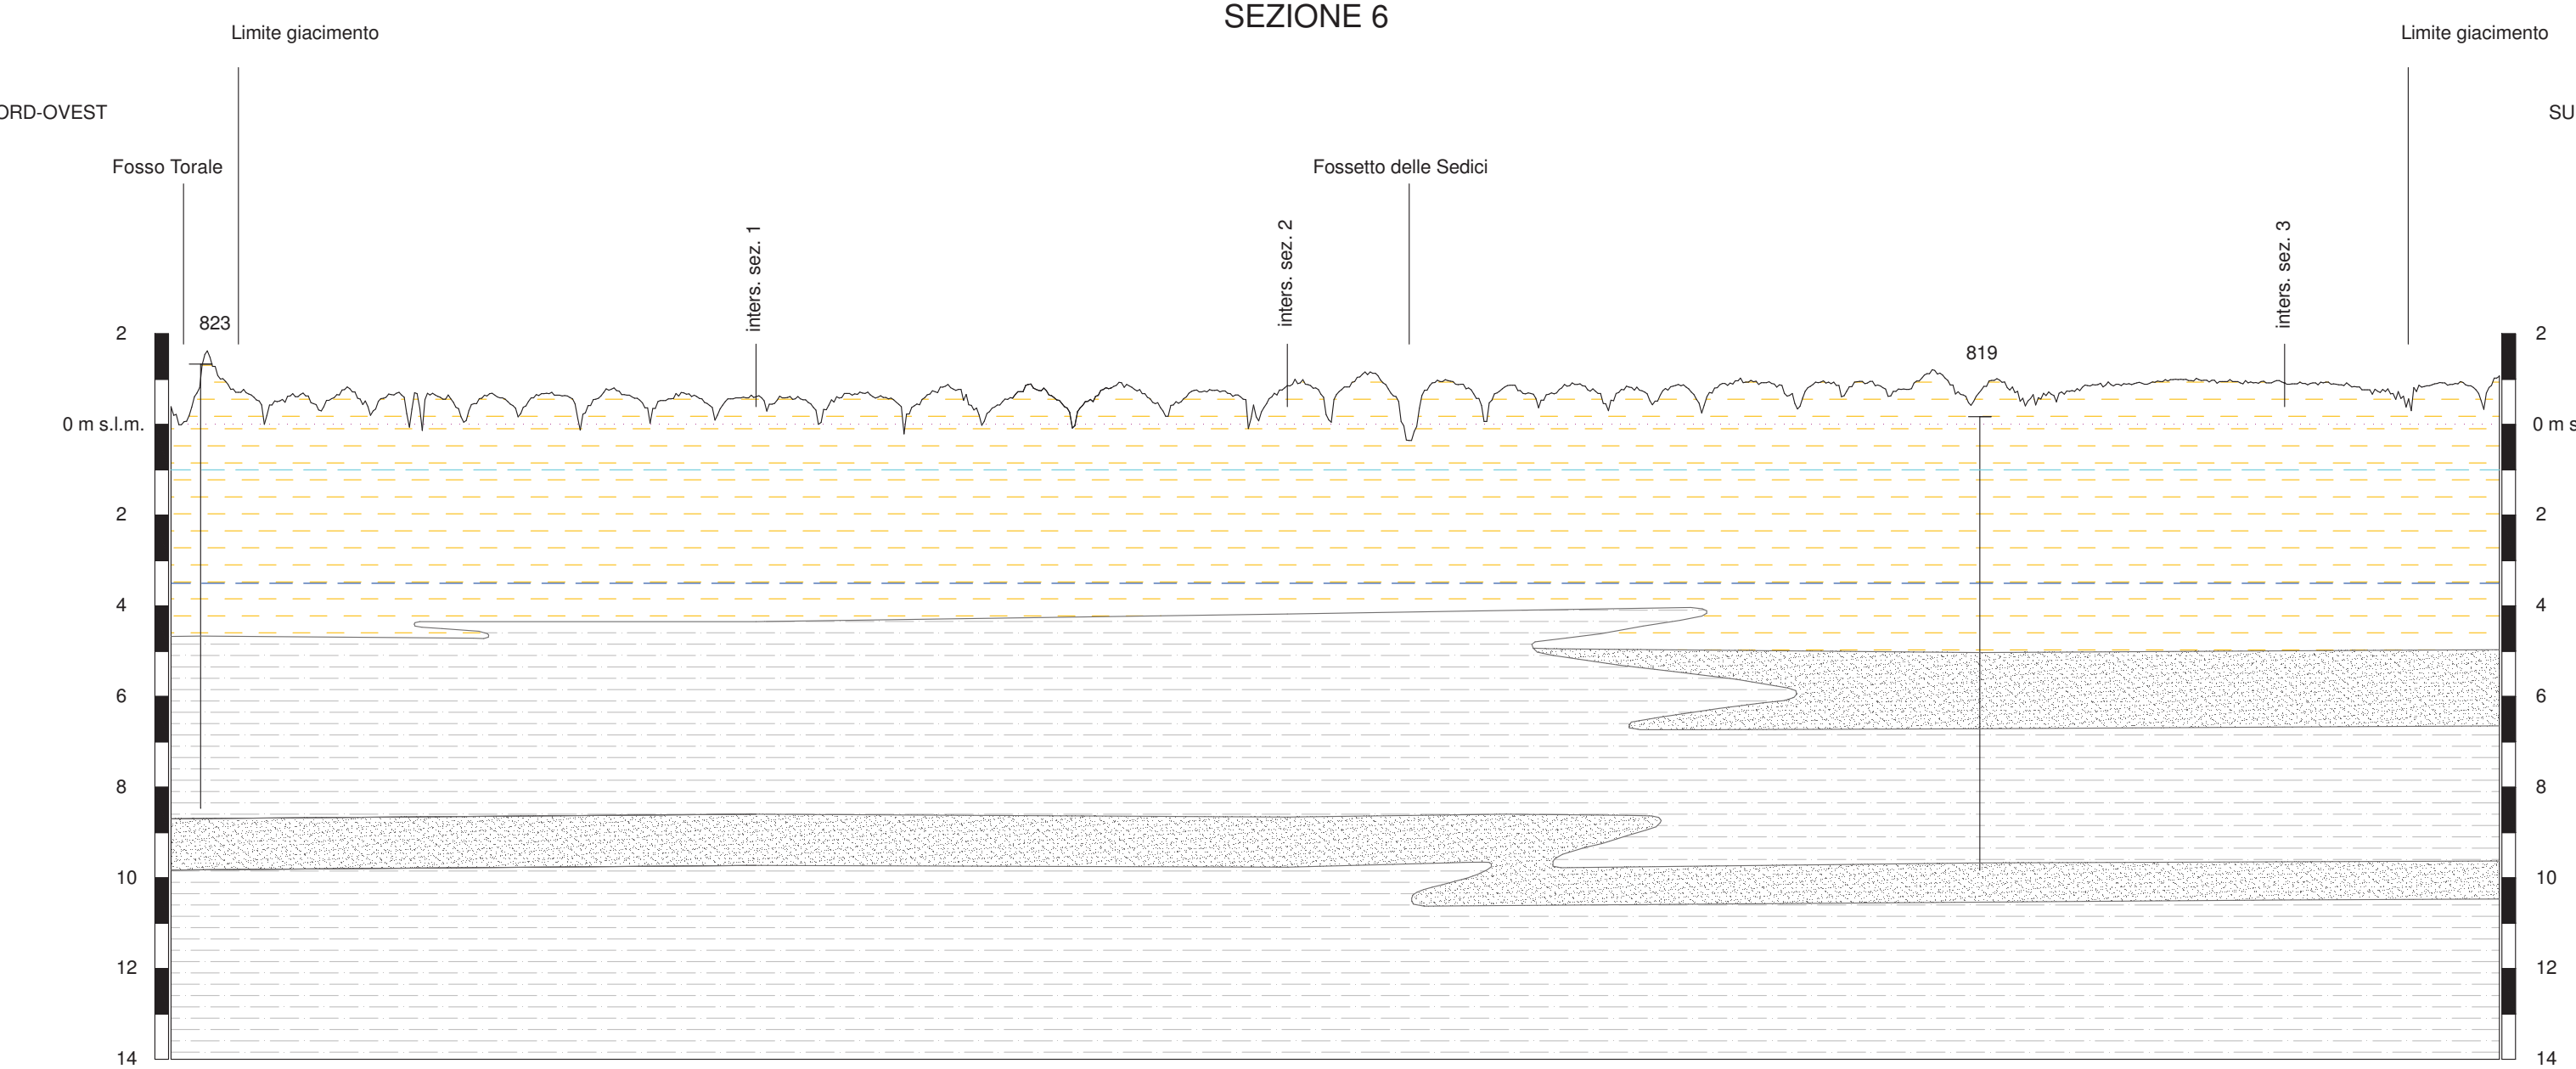 SEZIONE 6
Limite giacimento
Limite giacimento
ORD-OVEST
SU
Fosso Torale
Fossetto delle Sedici
inters. sez. 1
inters. sez. 2
inters. sez. 3
823
819
2
2
0 m s.l.m.
0 m s
2
2
4
4
6
6
8
8
10
10
12
12
14
14